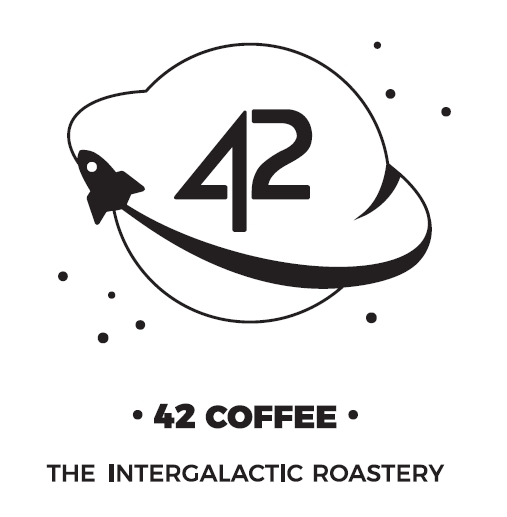 42
• 42 COFFEE •
THE INTERGALACTIC ROASTERY